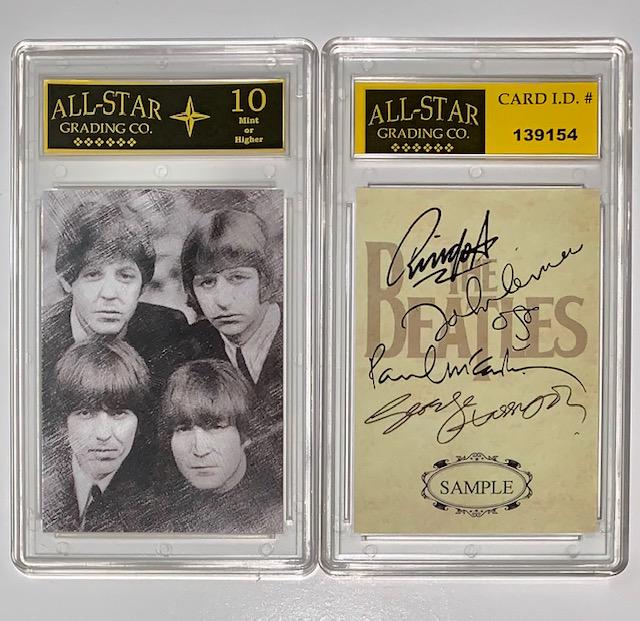 ALL-STAR
GRADING CO.
10
Mint
or
Higher
ALL-STAR
GRADING CO.
CARD I.D. #
139154
THE
BEATLES
RingoA
John Lennon
Paul McCartney
George Harrison
SAMPLE